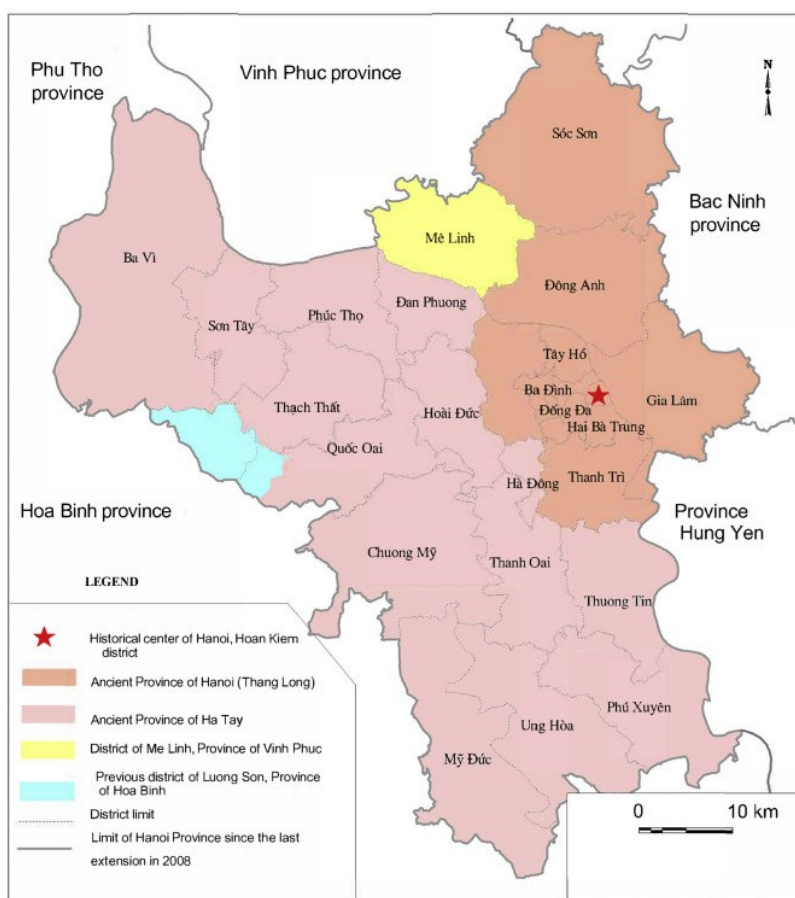 Phu Tho
province
Vinh Phuc province
N
Sóc Sơn
Bac Ninh
province
Mê Linh
Ba Vì
Đông Anh
Đan Phuong
Phúc Thọ
Sơn Tây
Tây Hồ
Ba Đình
Gia Lâm
Thạch Thất
Hoài Đức
Đống Đa
Hai Bà Trung
Quốc Oai
Thanh Trì
Hà Đông
Hoa Binh province
Province
Hung Yen
Chuong Mỹ
Thanh Oai
LEGEND
Thuong Tin
Historical center of Hanoi, Hoan Kiem
district
Ancient Province of Hanoi (Thang Long)
Ancient Province of Ha Tay
Phú Xuyên
Ung Hòa
District of Me Linh, Province of Vinh Phuc
Mỹ Đức
Previous district of Luong Son, Province
of Hoa Binh
District limit
0 10 km
Limit of Hanoi Province since the last
extension in 2008